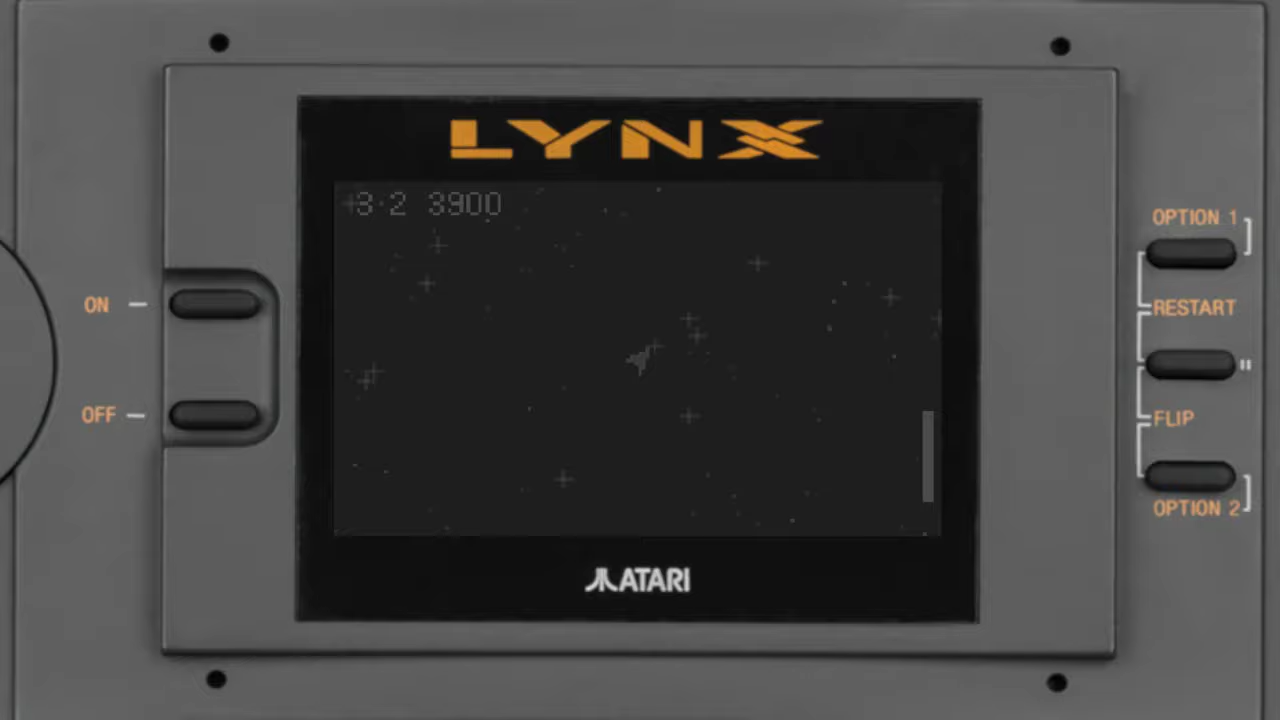 LYNX
3·2 3900
ON
OFF
OPTION 1
RESTART
FLIP
OPTION 2
ATARI